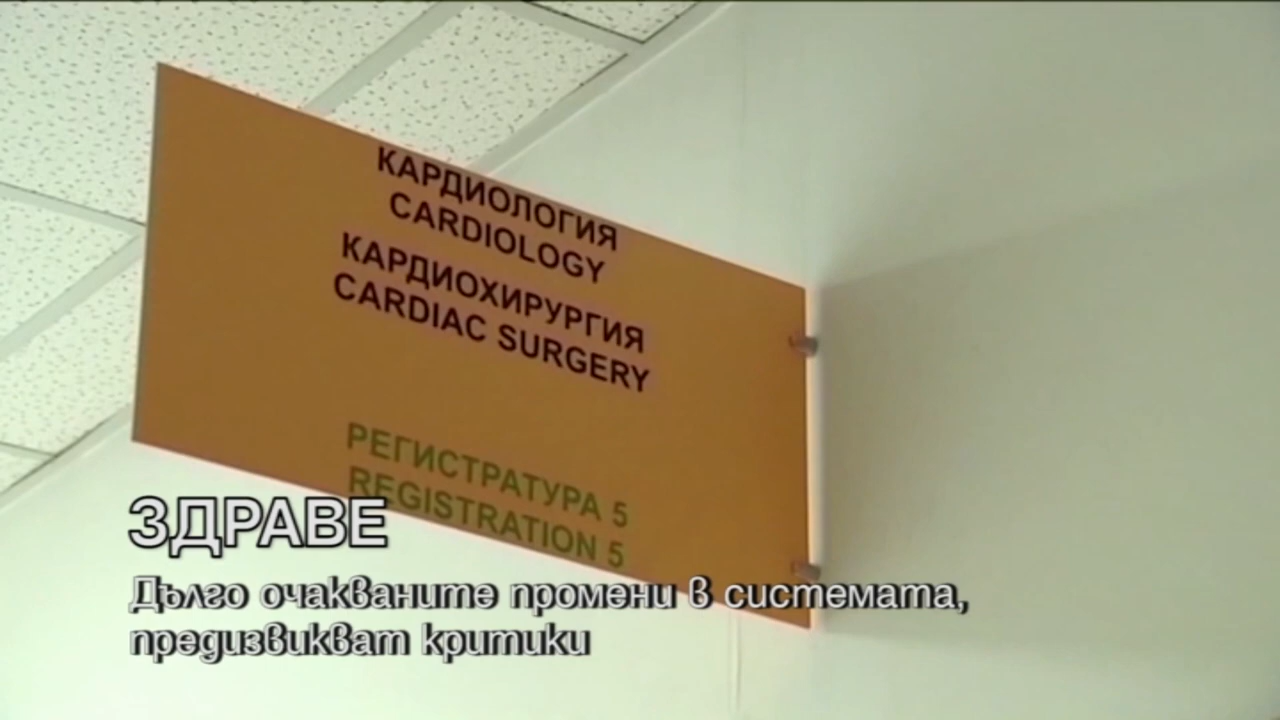 КАРДИОЛОГИЯ
CARDIOLOGY
КАРДИОХИРУРГИЯ
CARDIAC SURGERY
РЕГИСТРАТУРА 5
REGISTRATION 5
ЗДРАВЕ
Дълго очакваните промени в системата,
предизвикват критики